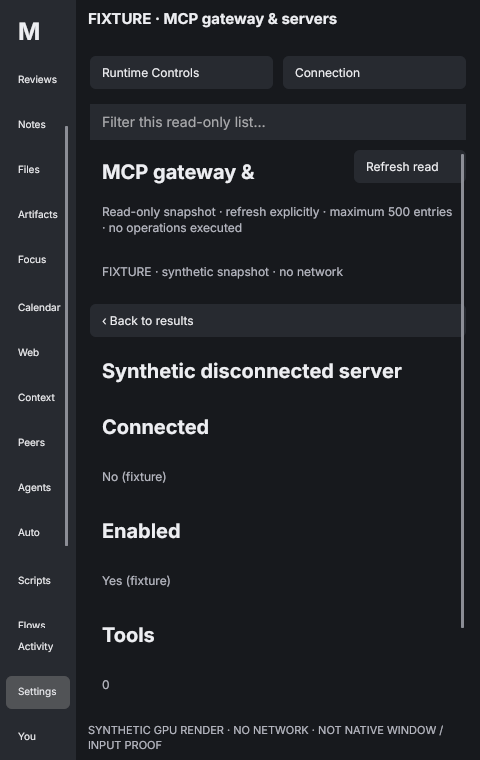 M
Reviews
Notes
Files
Artifacts
Focus
Calendar
Web
Context
Peers
Agents
Auto
Scripts
Flows
Activity
Settings
You
FIXTURE · MCP gateway & servers
Runtime Controls
Connection
Filter this read-only list...
MCP gateway &
Refresh read
Read-only snapshot · refresh explicitly · maximum 500 entries
· no operations executed
FIXTURE · synthetic snapshot · no network
‹ Back to results
Synthetic disconnected server
Connected
No (fixture)
Enabled
Yes (fixture)
Tools
0
SYNTHETIC GPU RENDER · NO NETWORK · NOT NATIVE WINDOW /
INPUT PROOF